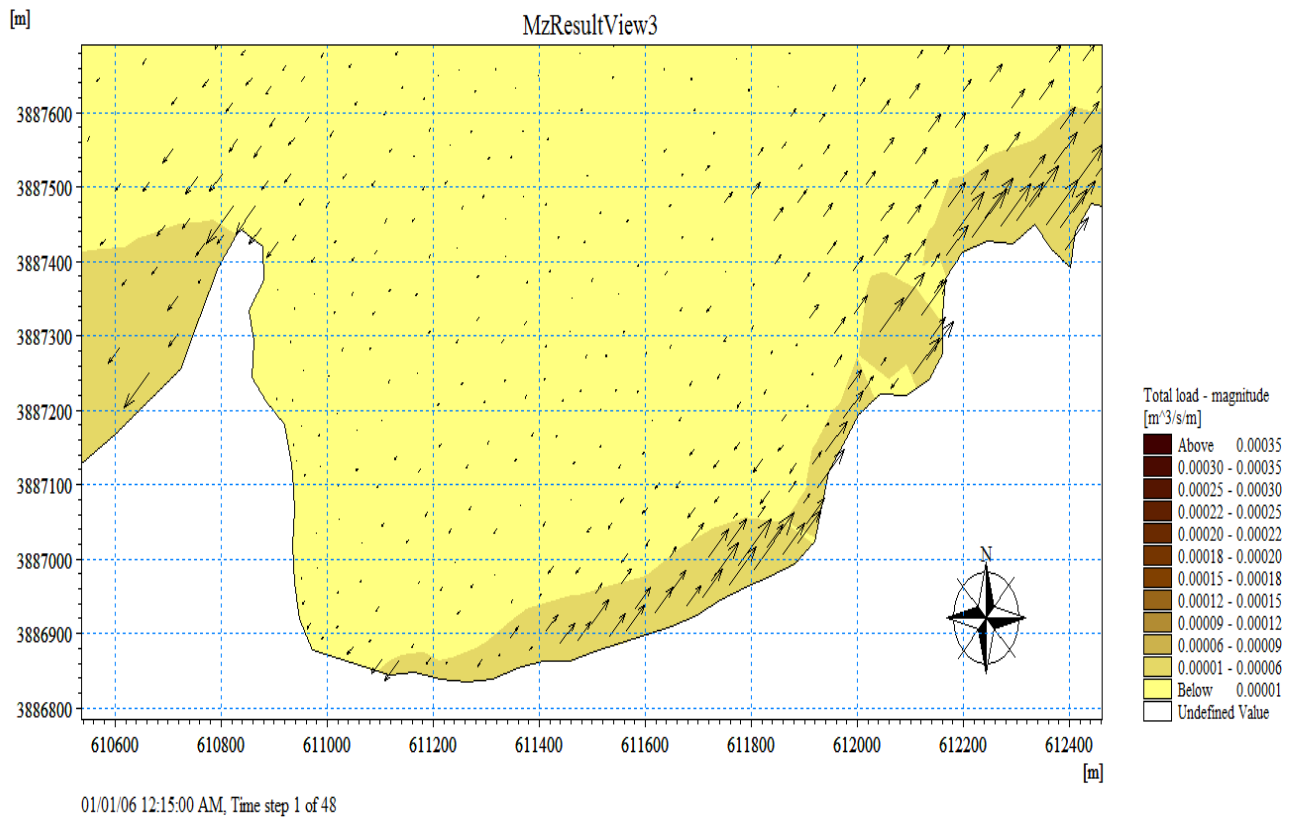 [m]
MzResultView3
3887600
3887500
3887400
3887300
3887200
3887100
3887000
3886900
3886800
610600 610800 611000 611200 611400 611600 611800 612000 612200 612400
[m]
01/01/06 12:15:00 AM, Time step 1 of 48
N
Total load - magnitude
[m^3/s/m]
Above 0.00035
0.00030 - 0.00035
0.00025 - 0.00030
0.00022 - 0.00025
0.00020 - 0.00022
0.00018 - 0.00020
0.00015 - 0.00018
0.00012 - 0.00015
0.00009 - 0.00012
0.00006 - 0.00009
0.00001 - 0.00006
Below 0.00001
Undefined Value